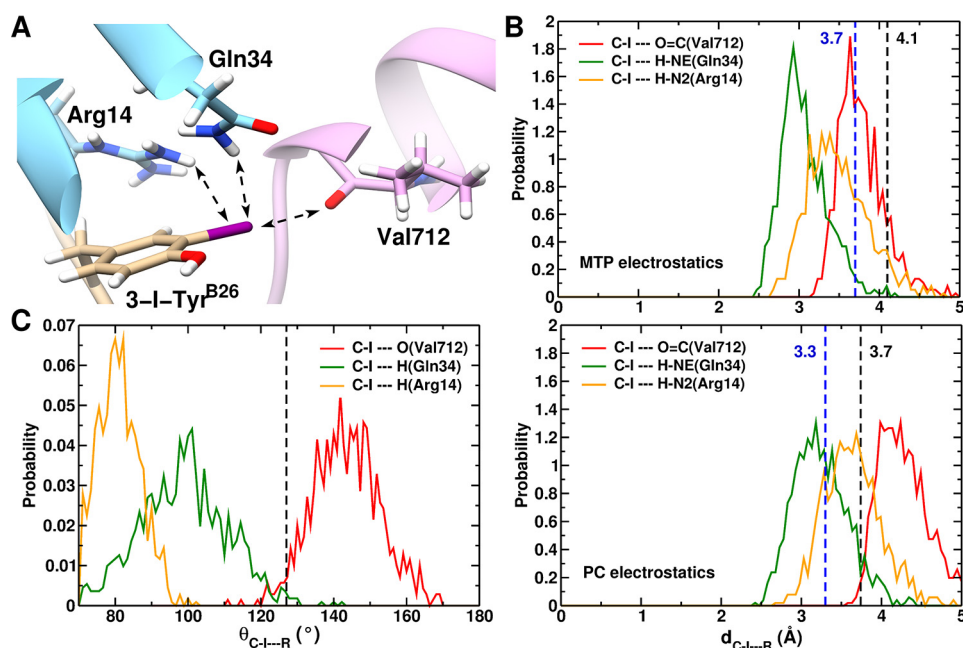 A
Gln34
Arg14
Val712
3–I–Tyr^B26
B
2
1.8
1.6
1.4
1.2
1
0.8
0.6
0.4
0.2
0
Probability
C-I --- O=C(Val712)
C-I --- H-NE(Gln34)
C-I --- H-N2(Arg14)
3.7
4.1
MTP electrostatics
0 1 2 3 4 5
C
0.07
0.06
0.05
0.04
0.03
0.02
0.01
0
Probability
C-I --- O(Val712)
C-I --- H(Gln34)
C-I --- H(Arg14)
80 100 120 140 160 180
θ_C-I---R (°)
2
1.8
1.6
1.4
1.2
1
0.8
0.6
0.4
0.2
0
Probability
C-I --- O=C(Val712)
C-I --- H-NE(Gln34)
C-I --- H-N2(Arg14)
3.3
3.7
PC electrostatics
0 1 2 3 4 5
d_C-I---R (Å)